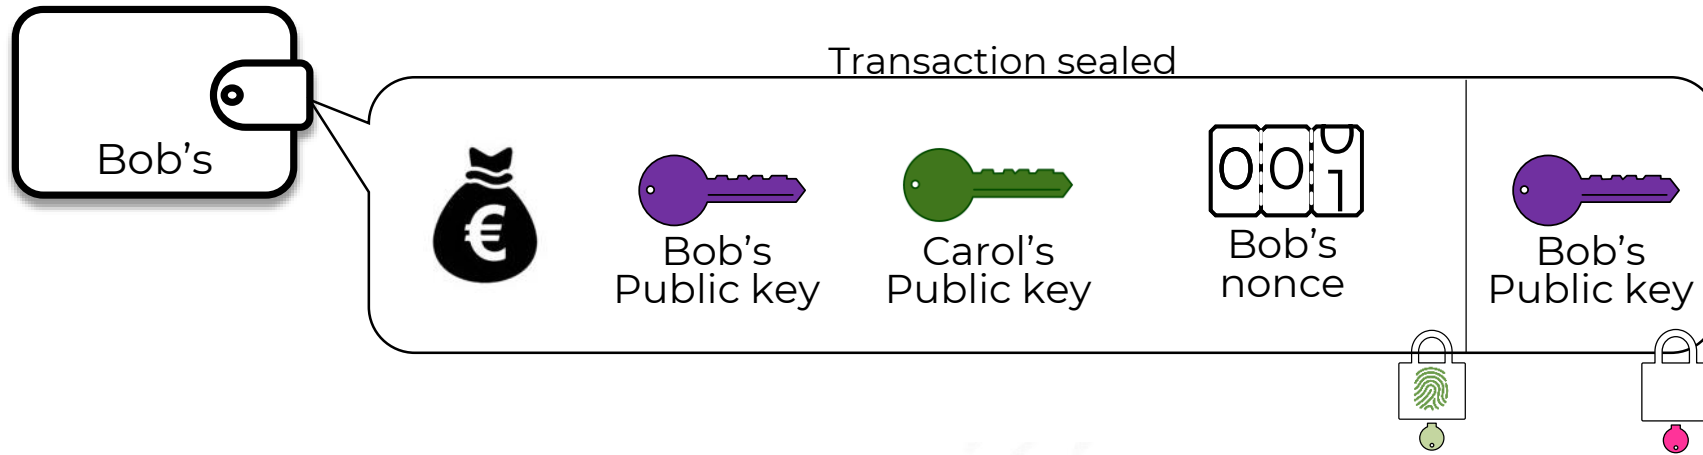 Transaction sealed
Bob’s
€
Bob’s
Public key
Carol’s
Public key
001
Bob’s
nonce
Bob’s
Public key